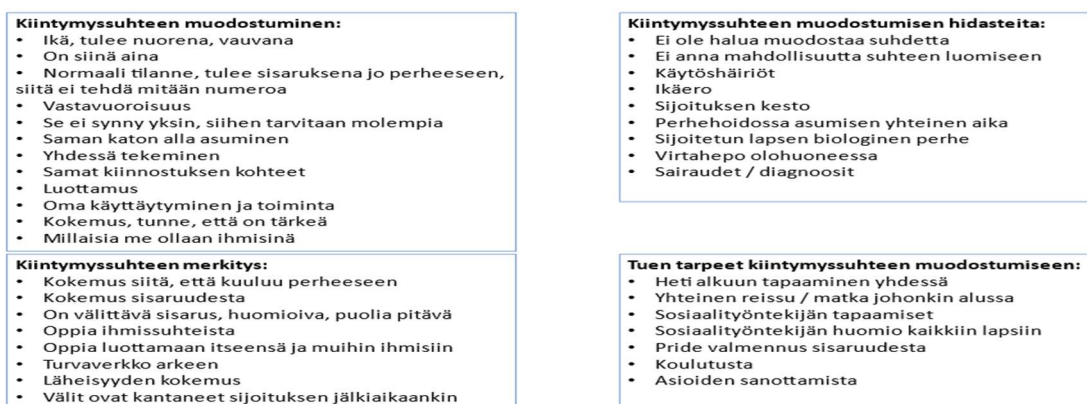 Kiintymyssuhteen muodostuminen:
• Ikä, tulee nuorena, vauvana
• On siinä aina
• Normaali tilanne, tulee sisaruksena jo perheeseen,
siitä ei tehdä mitään numeroa
• Vastavuoroisuus
• Se ei synny yksin, siihen tarvitaan molempia
• Saman katon alla asuminen
• Yhdessä tekeminen
• Samat kiinnostuksen kohteet
• Luottamus
• Oma käyttäytyminen ja toiminta
• Kokemus, tunne, että on tärkeä
• Millaisia me ollaan ihmisinä
Kiintymyssuhteen muodostumisen hidasteita:
• Ei ole halua muodostaa suhdetta
• Ei anna mahdollisuutta suhteen luomiseen
• Käytöshäiriöt
• Ikäero
• Sijoituksen kesto
• Perhehoidossa asumisen yhteinen aika
• Sijoitetun lapsen biologinen perhe
• Virtahepo olohuoneessa
• Sairaudet / diagnoosit
Kiintymyssuhteen merkitys:
• Kokemus siitä, että kuuluu perheeseen
• Kokemus sisaruudesta
• On välittävä sisarus, huomioiva, puolia pitävä
• Oppia ihmissuhteista
• Oppia luottamaan itseensä ja muihin ihmisiin
• Turvaverkko arkeen
• Läheisyyden kokemus
• Välit ovat kantaneet sijoituksen jälkiaikaankin
Tuen tarpeet kiintymyssuhteen muodostumiseen:
• Heti alkuun tapaaminen yhdessä
• Yhteinen reissu / matka johonkin alussa
• Sosiaalityöntekijän tapaamiset
• Sosiaalityöntekijän huomio kaikkiin lapsiin
• Pride valmennus sisaruudesta
• Koulutusta
• Asioiden sanottamista